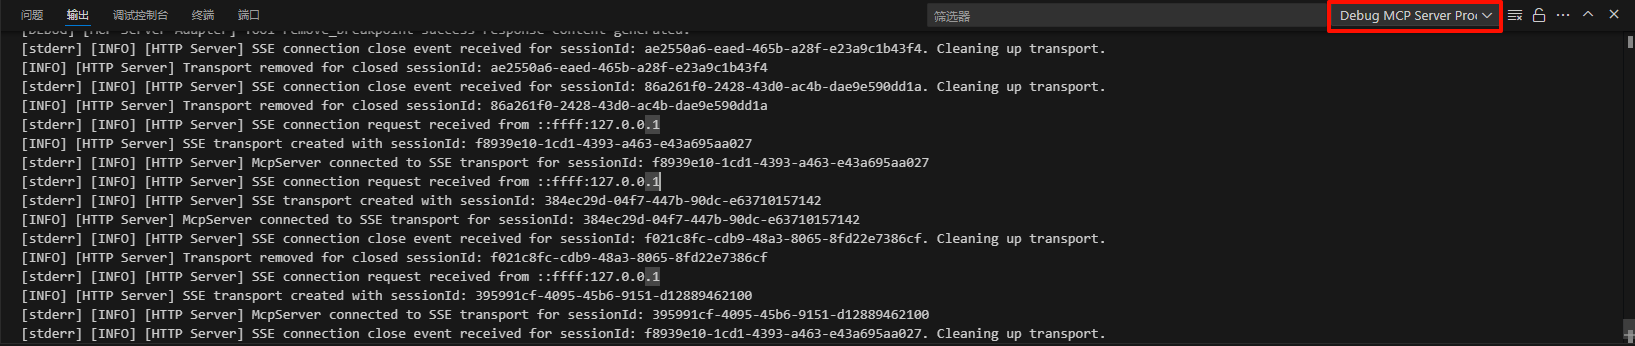 问题 输出 调试控制台 终端 端口 筛选器 Debug MCP Server Proc
[DEBUG] [MCP Server Adapter] Tool remove_breakpoint success response content generated.
[stderr] [INFO] [HTTP Server] SSE connection close event received for sessionId: ae2550a6-eaed-465b-a28f-e23a9c1b43f4. Cleaning up transport.
[INFO] [HTTP Server] Transport removed for closed sessionId: ae2550a6-eaed-465b-a28f-e23a9c1b43f4
[stderr] [INFO] [HTTP Server] SSE connection close event received for sessionId: 86a261f0-2428-43d0-ac4b-dae9e590dd1a. Cleaning up transport.
[INFO] [HTTP Server] Transport removed for closed sessionId: 86a261f0-2428-43d0-ac4b-dae9e590dd1a
[stderr] [INFO] [HTTP Server] SSE connection request received from ::ffff:127.0.0.1
[INFO] [HTTP Server] SSE transport created with sessionId: f8939e10-1cd1-4393-a463-e43a695aa027
[stderr] [INFO] [HTTP Server] McpServer connected to SSE transport for sessionId: f8939e10-1cd1-4393-a463-e43a695aa027
[stderr] [INFO] [HTTP Server] SSE connection request received from ::ffff:127.0.0.1
[stderr] [INFO] [HTTP Server] SSE transport created with sessionId: 384ec29d-04f7-447b-90dc-e63710157142
[INFO] [HTTP Server] McpServer connected to SSE transport for sessionId: 384ec29d-04f7-447b-90dc-e63710157142
[stderr] [INFO] [HTTP Server] SSE connection close event received for sessionId: f021c8fc-cdb9-48a3-8065-8fd22e7386cf. Cleaning up transport.
[INFO] [HTTP Server] Transport removed for closed sessionId: f021c8fc-cdb9-48a3-8065-8fd22e7386cf
[stderr] [INFO] [HTTP Server] SSE connection request received from ::ffff:127.0.0.1
[INFO] [HTTP Server] SSE transport created with sessionId: 395991cf-4095-45b6-9151-d12889462100
[stderr] [INFO] [HTTP Server] McpServer connected to SSE transport for sessionId: 395991cf-4095-45b6-9151-d12889462100
[stderr] [INFO] [HTTP Server] SSE connection close event received for sessionId: f8939e10-1cd1-4393-a463-e43a695aa027. Cleaning up transport.